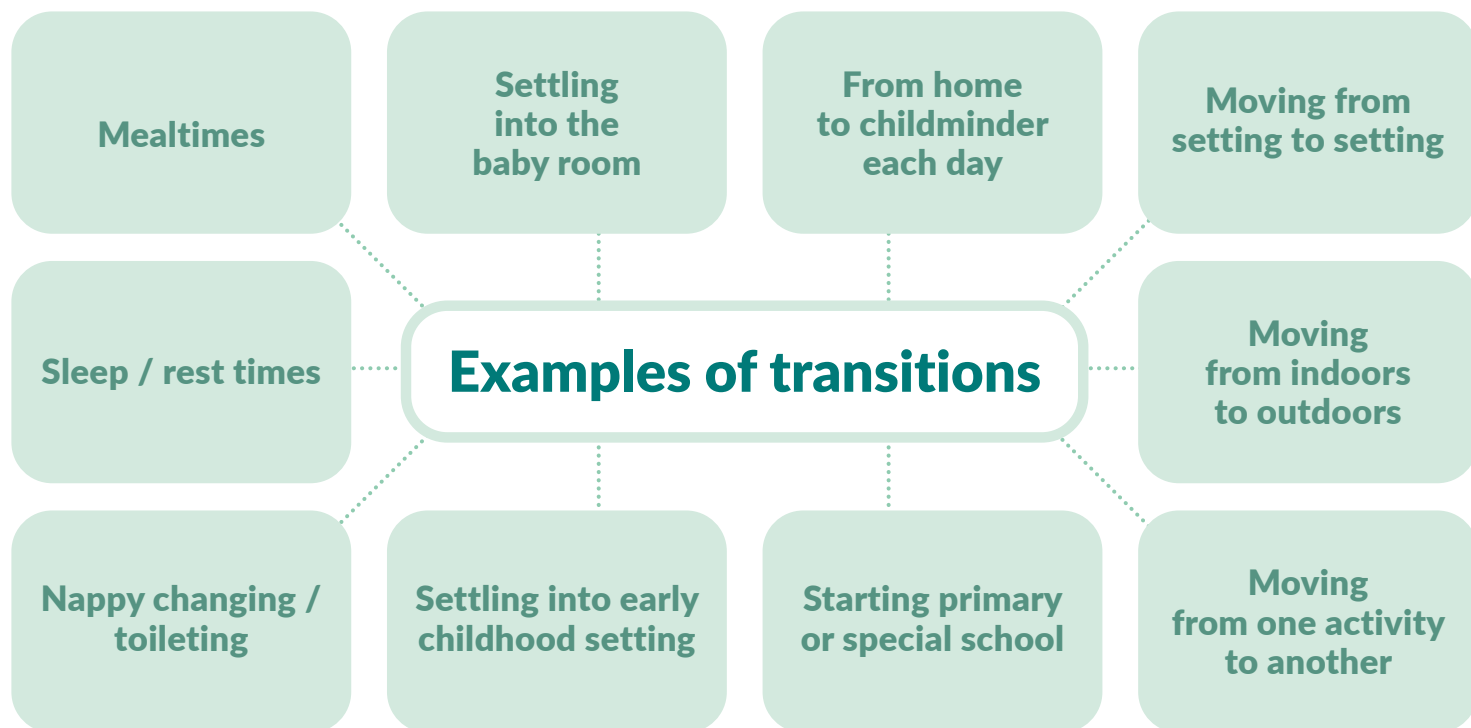 Mealtimes
Settling
into the
baby room
From home
to childminder
each day
Moving from
setting to setting
Sleep / rest times
Examples of transitions
Moving
from indoors
to outdoors
Nappy changing /
toileting
Settling into early
childhood setting
Starting primary
or special school
Moving
from one activity
to another